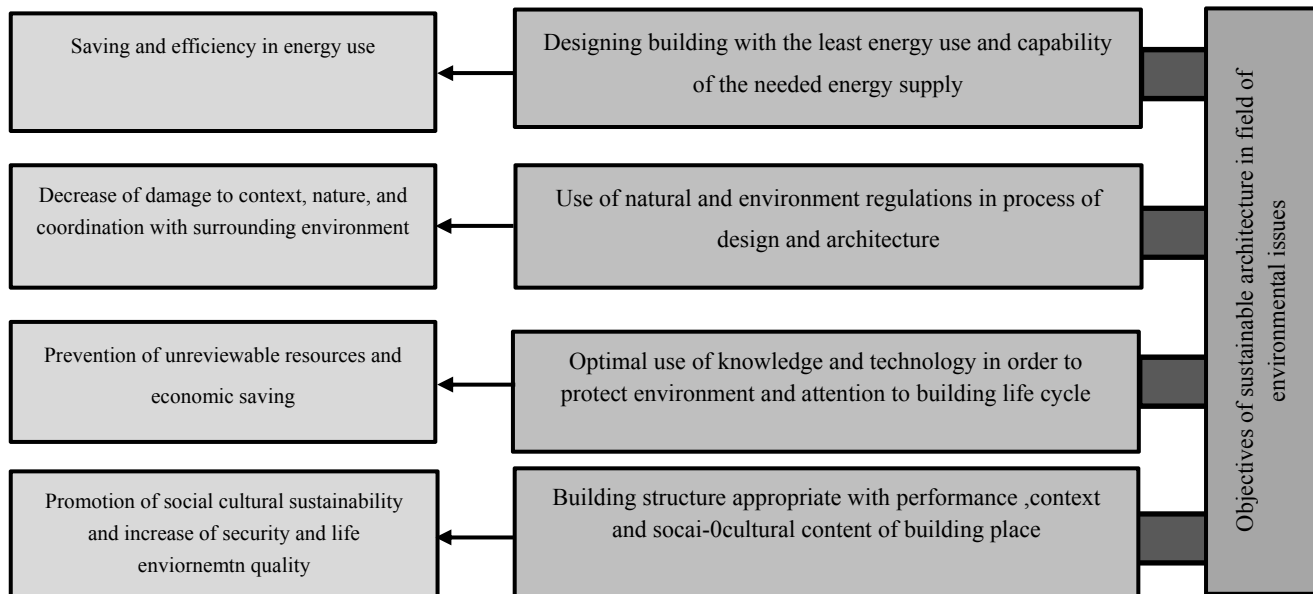 Saving and efficiency in energy use
Designing building with the least energy use and capability
of the needed energy supply
Decrease of damage to context, nature, and
coordination with surrounding environment
Use of natural and environment regulations in process of
design and architecture
Prevention of unreviewable resources and
economic saving
Optimal use of knowledge and technology in order to
protect environment and attention to building life cycle
Promotion of social cultural sustainability
and increase of security and life
enviornemtn quality
Building structure appropriate with performance ,context
and socai-0cultural content of building place
Objectives of sustainable architecture in field of
environmental issues